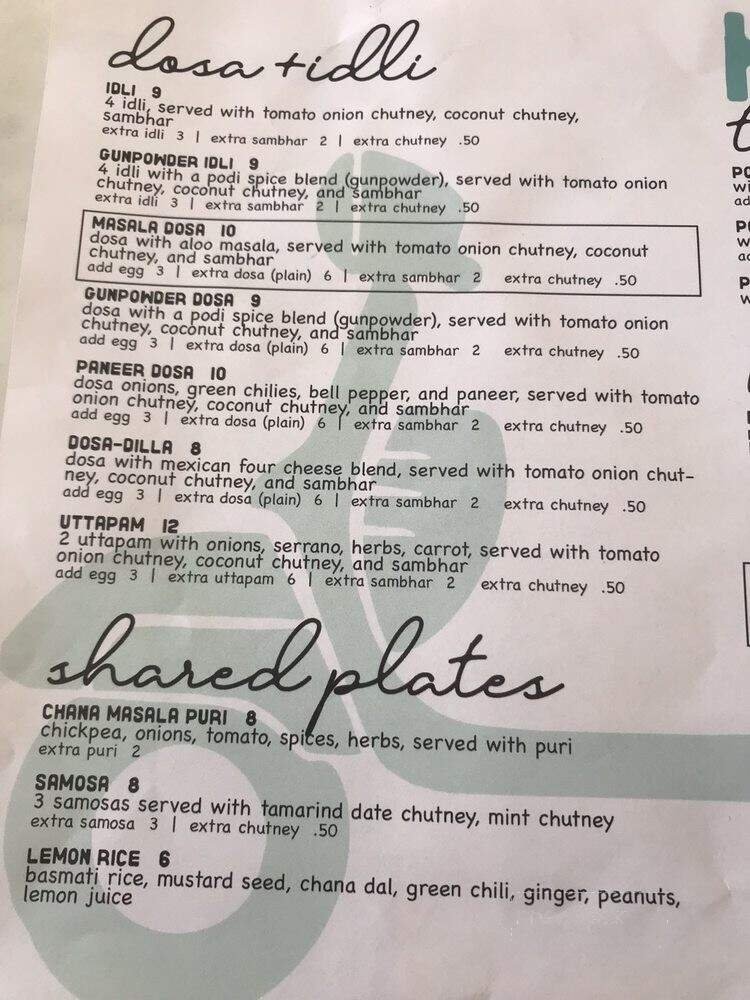 dosa + idli
IDLI 9
4 idli, served with tomato onion chutney, coconut chutney,
sambhar
extra idli 3 | extra sambhar 2 | extra chutney .50
GUNPOWDER IDLI 9
4 idli with a podi spice blend (gunpowder), served with tomato onion
chutney, coconut chutney, and sambhar
extra idli 3 | extra sambhar 2 | extra chutney .50
MASALA DOSA 10
dosa with aloo masala, served with tomato onion chutney, coconut
chutney, and sambhar
add egg 3 | extra dosa (plain) 6 | extra sambhar 2 extra chutney .50
GUNPOWDER DOSA 9
dosa with a podi spice blend (gunpowder), served with tomato onion
chutney, coconut chutney, and sambhar
add egg 3 | extra dosa (plain) 6 | extra sambhar 2 extra chutney .50
PANEER DOSA 10
dosa onions, green chilies, bell pepper, and paneer, served with tomato
onion chutney, coconut chutney, and sambhar
add egg 3 | extra dosa (plain) 6 | extra sambhar 2 extra chutney .50
DOSA-DILLA 8
dosa with mexican four cheese blend, served with tomato onion chut-
ney, coconut chutney, and sambhar
add egg 3 | extra dosa (plain) 6 | extra sambhar 2 extra chutney .50
UTTAPAM 12
2 uttapam with onions, serrano, herbs, carrot, served with tomato
onion chutney, coconut chutney, and sambhar
add egg 3 | extra uttapam 6 | extra sambhar 2 extra chutney .50
shared plates
CHANA MASALA PURI 8
chickpea, onions, tomato, spices, herbs, served with puri
extra puri 2
SAMOSA 8
3 samosas served with tamarind date chutney, mint chutney
extra samosa 3 | extra chutney .50
LEMON RICE 6
basmati rice, mustard seed, chana dal, green chili, ginger, peanuts,
lemon juice